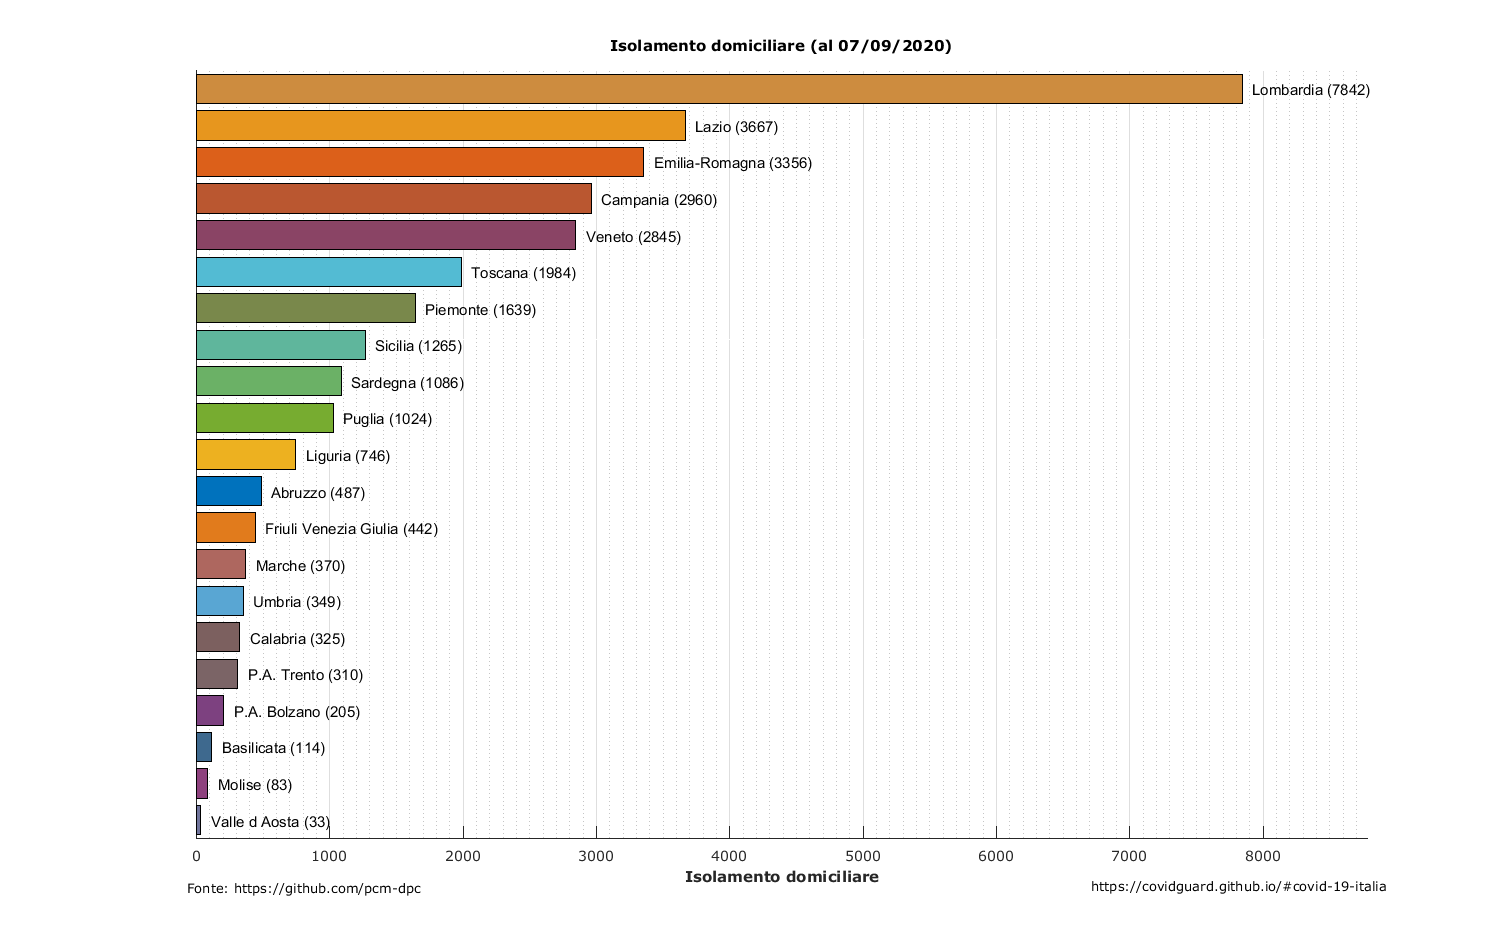 Isolamento domiciliare (al 07/09/2020)
Lombardia (7842)
Lazio (3667)
Emilia-Romagna (3356)
Campania (2960)
Veneto (2845)
Toscana (1984)
Piemonte (1639)
Sicilia (1265)
Sardegna (1086)
Puglia (1024)
Liguria (746)
Abruzzo (487)
Friuli Venezia Giulia (442)
Marche (370)
Umbria (349)
Calabria (325)
P.A. Trento (310)
P.A. Bolzano (205)
Basilicata (114)
Molise (83)
Valle d Aosta (33)
0 1000 2000 3000 4000 5000 6000 7000 8000
Isolamento domiciliare
Fonte: https://github.com/pcm-dpc
https://covidguard.github.io/#covid-19-italia